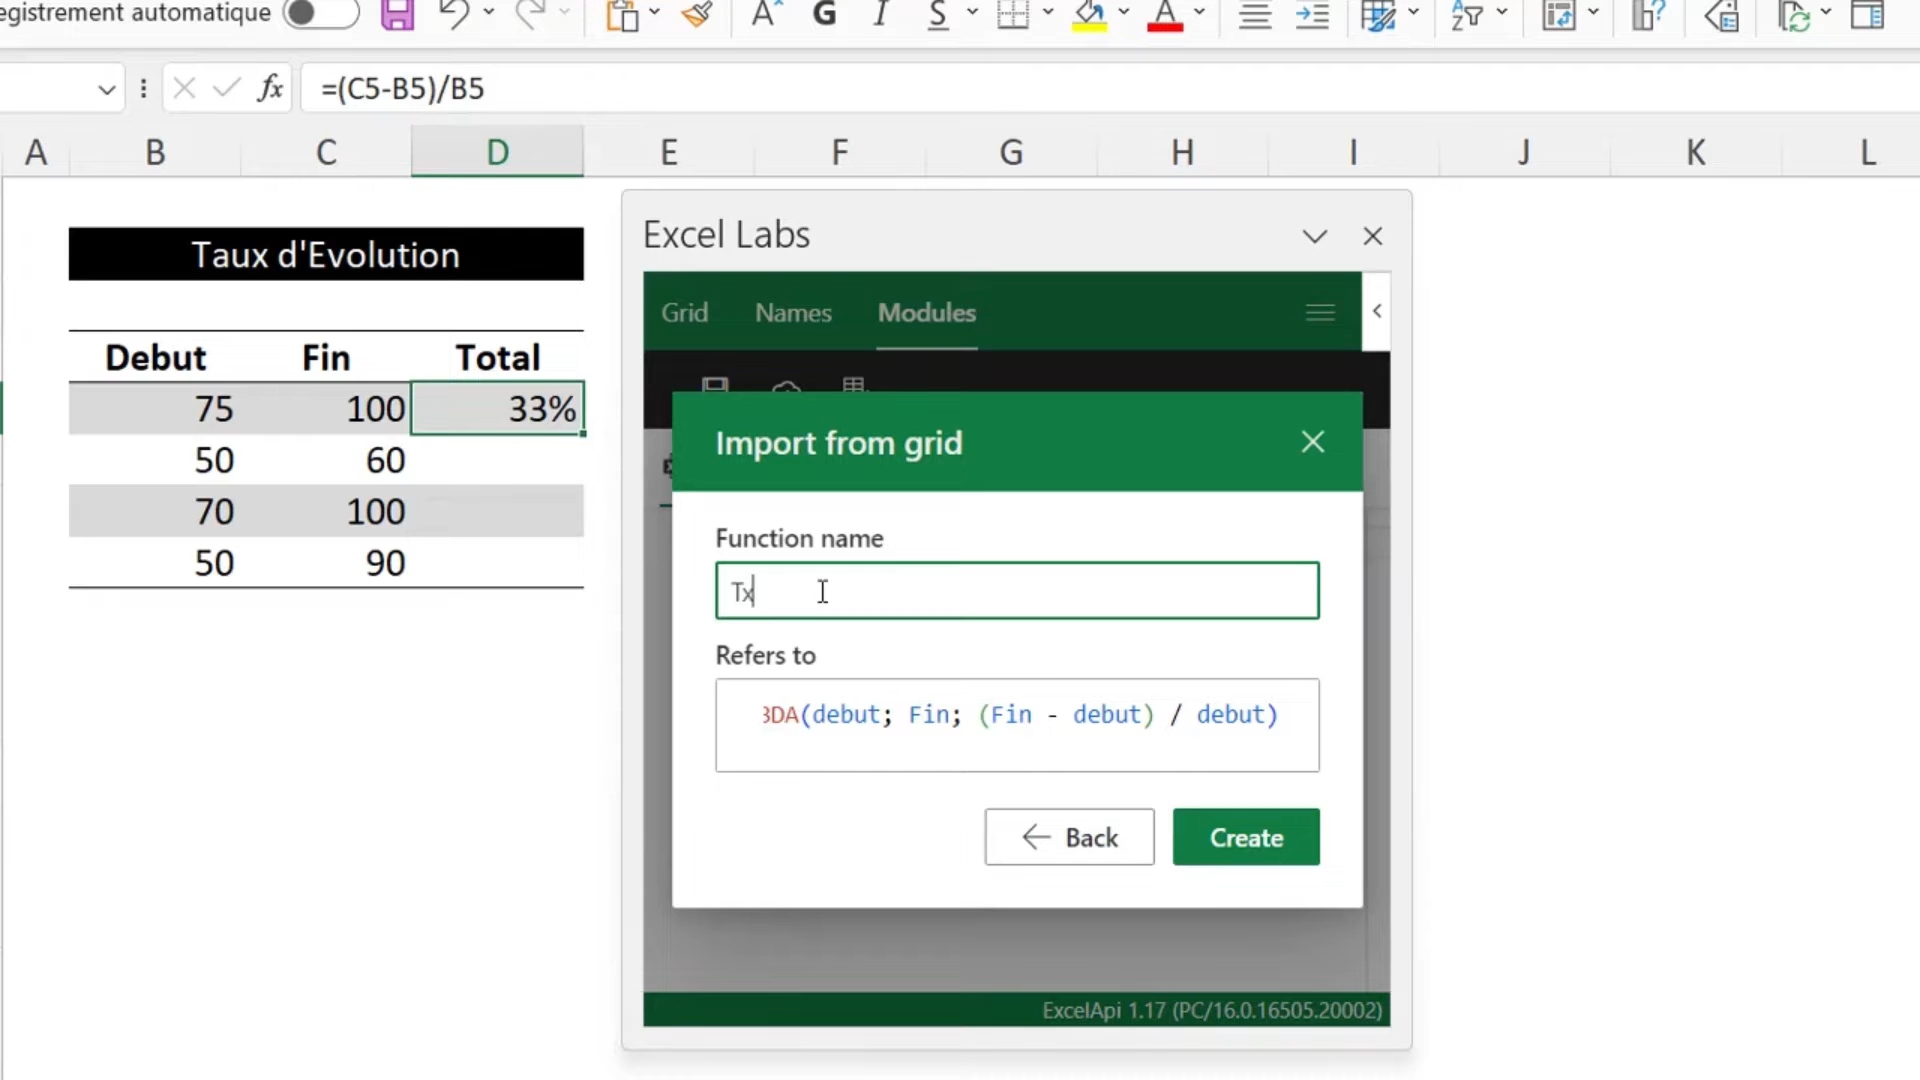 egistrement automatique
A G I S A
fx =(C5-B5)/B5
A B C D E F G H I J K L
Taux d'Evolution
Debut Fin Total
75 100 33%
50 60
70 100
50 90
Excel Labs
Grid Names Modules
Import from grid
Function name
Tx
Refers to
BDA(debut; Fin; (Fin - debut) / debut)
Back Create
ExcelApi 1.17 (PC/16.0.16505.20002)